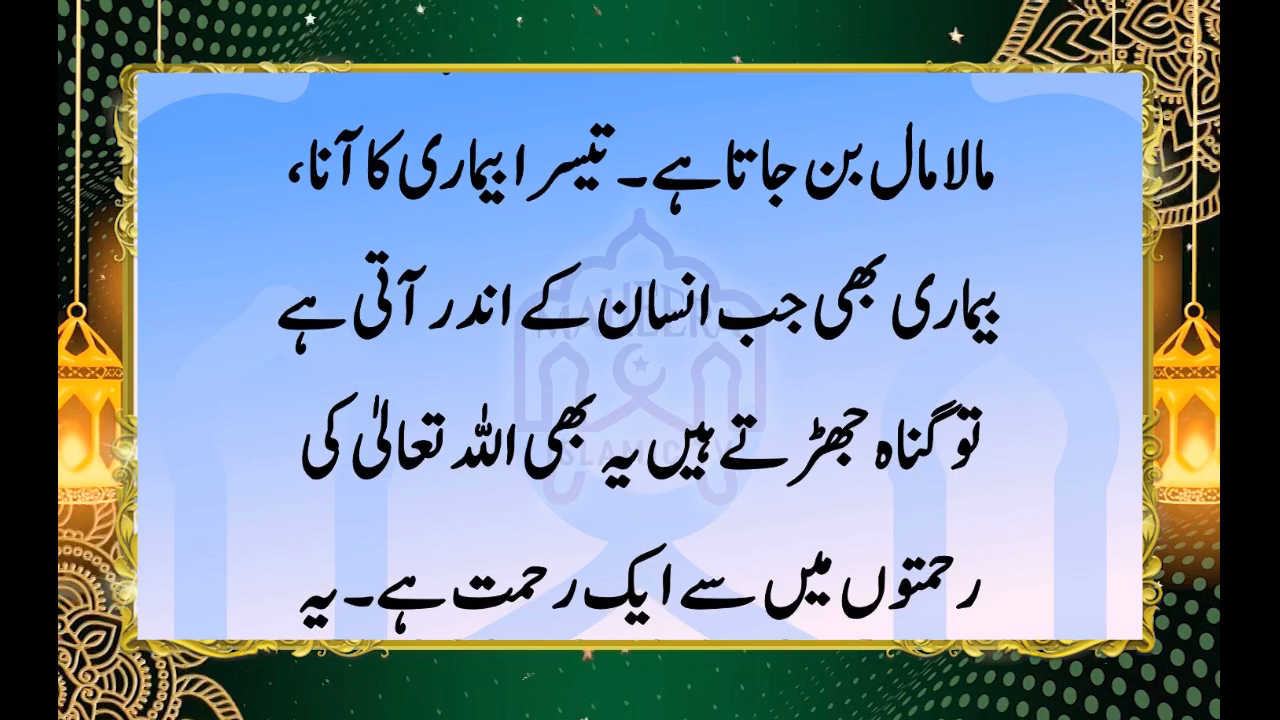 مالا مال بن جاتا ہے۔ تیسرا بیماری کا آنا،
بیماری بھی جب انسان کے اندر آتی ہے
تو گناہ جھڑتے ہیں یہ بھی اللہ تعالیٰ کی
رحمتوں میں سے ایک رحمت ہے۔ یہ